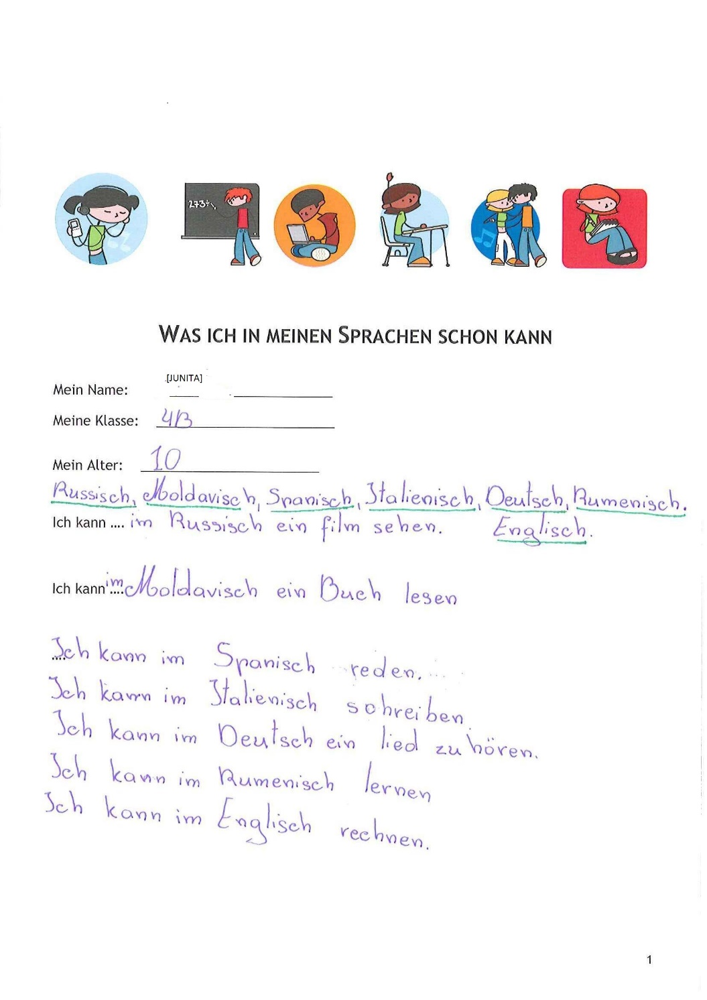 273÷
WAS ICH IN MEINEN SPRACHEN SCHON KANN
[JUNITA]
Mein Name:
Meine Klasse: 4B
Mein Alter: 10
Russisch, Moldavisch, Spanisch, Italienisch, Deutsch, Rumenisch.
Ich kann .... im Russisch ein film sehen. Englisch.
Ich kann .... im Moldavisch ein Buch lesen
Ich kann im Spanisch reden.
Ich kann im Italienisch schreiben.
Ich kann im Deutsch ein lied zu hören.
Ich kann im Rumenisch lernen
Ich kann im Englisch rechnen.
1